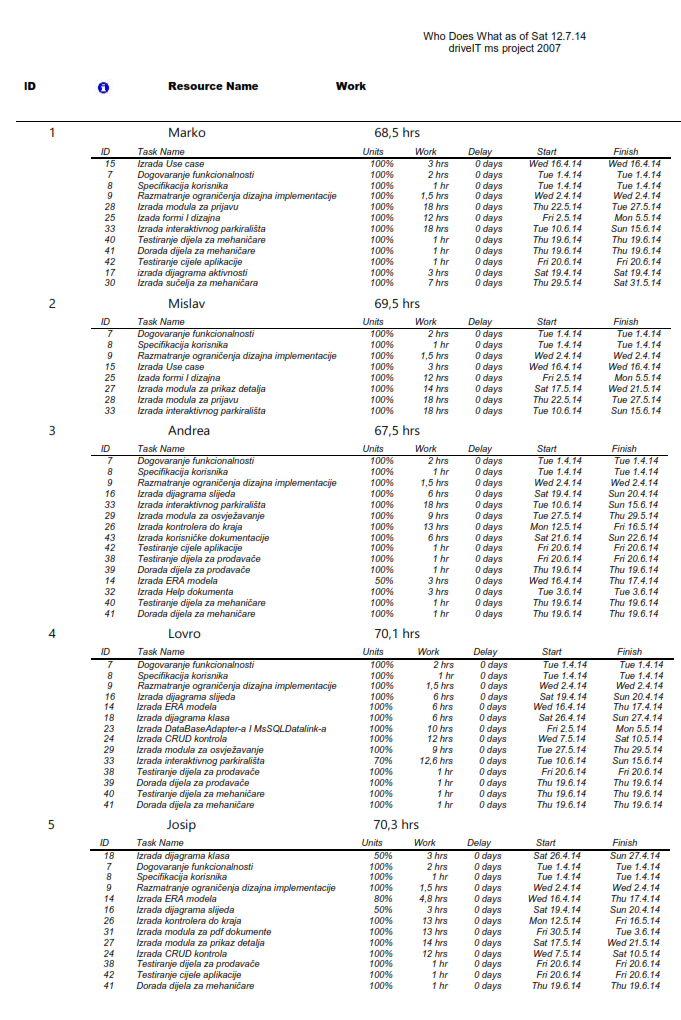 Who Does What as of Sat 12.7.14
driveIT ms project 2007
ID Resource Name Work
1 Marko 68,5 hrs
ID Task Name Units Work Delay Start Finish
15 Izrada Use case 100% 3 hrs 0 days Wed 16.4.14 Wed 16.4.14
7 Dogovaranje funkcionalnosti 100% 2 hrs 0 days Tue 1.4.14 Tue 1.4.14
8 Specifikacija korisnika 100% 1 hr 0 days Tue 1.4.14 Tue 1.4.14
9 Razmatranje ograničenja dizajna implementacije 100% 1,5 hrs 0 days Wed 2.4.14 Wed 2.4.14
28 Izrada modula za prijavu 100% 18 hrs 0 days Thu 22.5.14 Tue 27.5.14
25 Izada formi I dizajna 100% 12 hrs 0 days Fri 2.5.14 Mon 5.5.14
33 Izrada interaktivnog parkirališta 100% 18 hrs 0 days Tue 10.6.14 Sun 15.6.14
40 Testiranje dijela za mehaničare 100% 1 hr 0 days Thu 19.6.14 Thu 19.6.14
41 Dorada dijela za mehaničare 100% 1 hr 0 days Thu 19.6.14 Thu 19.6.14
42 Testiranje cijele aplikacije 100% 1 hr 0 days Fri 20.6.14 Fri 20.6.14
17 izrada dijagrama aktivnosti 100% 3 hrs 0 days Sat 19.4.14 Sat 19.4.14
30 Izrada sučelja za mehaničara 100% 7 hrs 0 days Thu 29.5.14 Sat 31.5.14
2 Mislav 69,5 hrs
ID Task Name Units Work Delay Start Finish
7 Dogovaranje funkcionalnosti 100% 2 hrs 0 days Tue 1.4.14 Tue 1.4.14
8 Specifikacija korisnika 100% 1 hr 0 days Tue 1.4.14 Tue 1.4.14
9 Razmatranje ograničenja dizajna implementacije 100% 1,5 hrs 0 days Wed 2.4.14 Wed 2.4.14
15 Izrada Use case 100% 3 hrs 0 days Wed 16.4.14 Wed 16.4.14
25 Izada formi I dizajna 100% 12 hrs 0 days Fri 2.5.14 Mon 5.5.14
27 Izrada modula za prikaz detalja 100% 14 hrs 0 days Sat 17.5.14 Wed 21.5.14
28 Izrada modula za prijavu 100% 18 hrs 0 days Thu 22.5.14 Tue 27.5.14
33 Izrada interaktivnog parkirališta 100% 18 hrs 0 days Tue 10.6.14 Sun 15.6.14
3 Andrea 67,5 hrs
ID Task Name Units Work Delay Start Finish
7 Dogovaranje funkcionalnosti 100% 2 hrs 0 days Tue 1.4.14 Tue 1.4.14
8 Specifikacija korisnika 100% 1 hr 0 days Tue 1.4.14 Tue 1.4.14
9 Razmatranje ograničenja dizajna implementacije 100% 1,5 hrs 0 days Wed 2.4.14 Wed 2.4.14
16 Izrada dijagrama slijeda 100% 6 hrs 0 days Sat 19.4.14 Sun 20.4.14
33 Izrada interaktivnog parkirališta 100% 18 hrs 0 days Tue 10.6.14 Sun 15.6.14
29 Izrada modula za osvježavanje 100% 9 hrs 0 days Tue 27.5.14 Thu 29.5.14
26 Izrada kontrolera do kraja 100% 13 hrs 0 days Mon 12.5.14 Fri 16.5.14
43 Izrada korisničke dokumentacije 100% 6 hrs 0 days Sat 21.6.14 Sun 22.6.14
42 Testiranje cijele aplikacije 100% 1 hr 0 days Fri 20.6.14 Fri 20.6.14
38 Testiranje dijela za prodavače 100% 1 hr 0 days Fri 20.6.14 Fri 20.6.14
39 Dorada dijela za prodavače 100% 1 hr 0 days Thu 19.6.14 Thu 19.6.14
14 Izrada ERA modela 50% 3 hrs 0 days Wed 16.4.14 Thu 17.4.14
32 Izrada Help dokumenta 100% 3 hrs 0 days Tue 3.6.14 Tue 3.6.14
40 Testiranje dijela za mehaničare 100% 1 hr 0 days Thu 19.6.14 Thu 19.6.14
41 Dorada dijela za mehaničare 100% 1 hr 0 days Thu 19.6.14 Thu 19.6.14
4 Lovro 70,1 hrs
ID Task Name Units Work Delay Start Finish
7 Dogovaranje funkcionalnosti 100% 2 hrs 0 days Tue 1.4.14 Tue 1.4.14
8 Specifikacija korisnika 100% 1 hr 0 days Tue 1.4.14 Tue 1.4.14
9 Razmatranje ograničenja dizajna implementacije 100% 1,5 hrs 0 days Wed 2.4.14 Wed 2.4.14
16 Izrada dijagrama slijeda 100% 6 hrs 0 days Sat 19.4.14 Sun 20.4.14
14 Izrada ERA modela 100% 6 hrs 0 days Wed 16.4.14 Thu 17.4.14
18 Izrada dijagrama klasa 100% 6 hrs 0 days Sat 26.4.14 Sun 27.4.14
23 Izrada DataBaseAdapter-a I MsSQLDatalink-a 100% 10 hrs 0 days Fri 2.5.14 Mon 5.5.14
24 Izrada CRUD kontrola 100% 12 hrs 0 days Wed 7.5.14 Sat 10.5.14
29 Izrada modula za osvježavanje 100% 9 hrs 0 days Tue 27.5.14 Thu 29.5.14
33 Izrada interaktivnog parkirališta 70% 12,6 hrs 0 days Tue 10.6.14 Sun 15.6.14
38 Testiranje dijela za prodavače 100% 1 hr 0 days Fri 20.6.14 Fri 20.6.14
39 Dorada dijela za prodavače 100% 1 hr 0 days Thu 19.6.14 Thu 19.6.14
40 Testiranje dijela za mehaničare 100% 1 hr 0 days Thu 19.6.14 Thu 19.6.14
41 Dorada dijela za mehaničare 100% 1 hr 0 days Thu 19.6.14 Thu 19.6.14
5 Josip 70,3 hrs
ID Task Name Units Work Delay Start Finish
18 Izrada dijagrama klasa 50% 3 hrs 0 days Sat 26.4.14 Sun 27.4.14
7 Dogovaranje funkcionalnosti 100% 2 hrs 0 days Tue 1.4.14 Tue 1.4.14
8 Specifikacija korisnika 100% 1 hr 0 days Tue 1.4.14 Tue 1.4.14
9 Razmatranje ograničenja dizajna implementacije 100% 1,5 hrs 0 days Wed 2.4.14 Wed 2.4.14
14 Izrada ERA modela 80% 4,8 hrs 0 days Wed 16.4.14 Thu 17.4.14
16 Izrada dijagrama slijeda 50% 3 hrs 0 days Sat 19.4.14 Sun 20.4.14
26 Izrada kontrolera do kraja 100% 13 hrs 0 days Mon 12.5.14 Fri 16.5.14
31 Izrada modula za pdf dokumente 100% 13 hrs 0 days Fri 30.5.14 Tue 3.6.14
27 Izrada modula za prikaz detalja 100% 14 hrs 0 days Sat 17.5.14 Wed 21.5.14
24 Izrada CRUD kontrola 100% 12 hrs 0 days Wed 7.5.14 Sat 10.5.14
38 Testiranje dijela za prodavače 100% 1 hr 0 days Fri 20.6.14 Fri 20.6.14
42 Testiranje cijele aplikacije 100% 1 hr 0 days Fri 20.6.14 Fri 20.6.14
41 Dorada dijela za mehaničare 100% 1 hr 0 days Thu 19.6.14 Thu 19.6.14